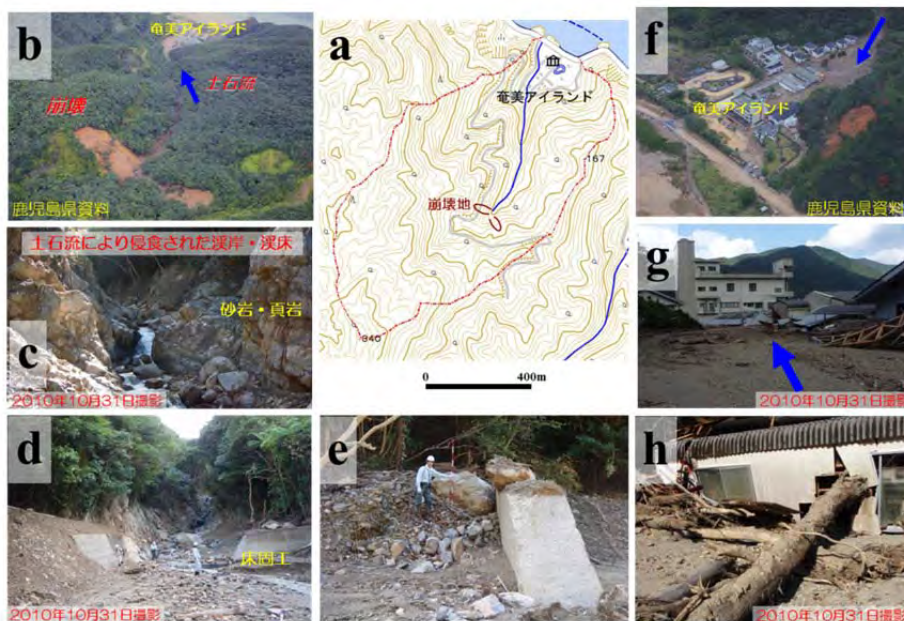 b
奄美アイランド
土石流
崩壊
鹿児島県資料
土石流により侵食された渓岸・渓床
砂岩・頁岩
c
2010年10月31日撮影
d
床固工
2010年10月31日撮影
a
奄美アイランド
167
崩壊地
340
0 400m
e
f
奄美アイランド
鹿児島県資料
g
2010年10月31日撮影
h
2010年10月31日撮影